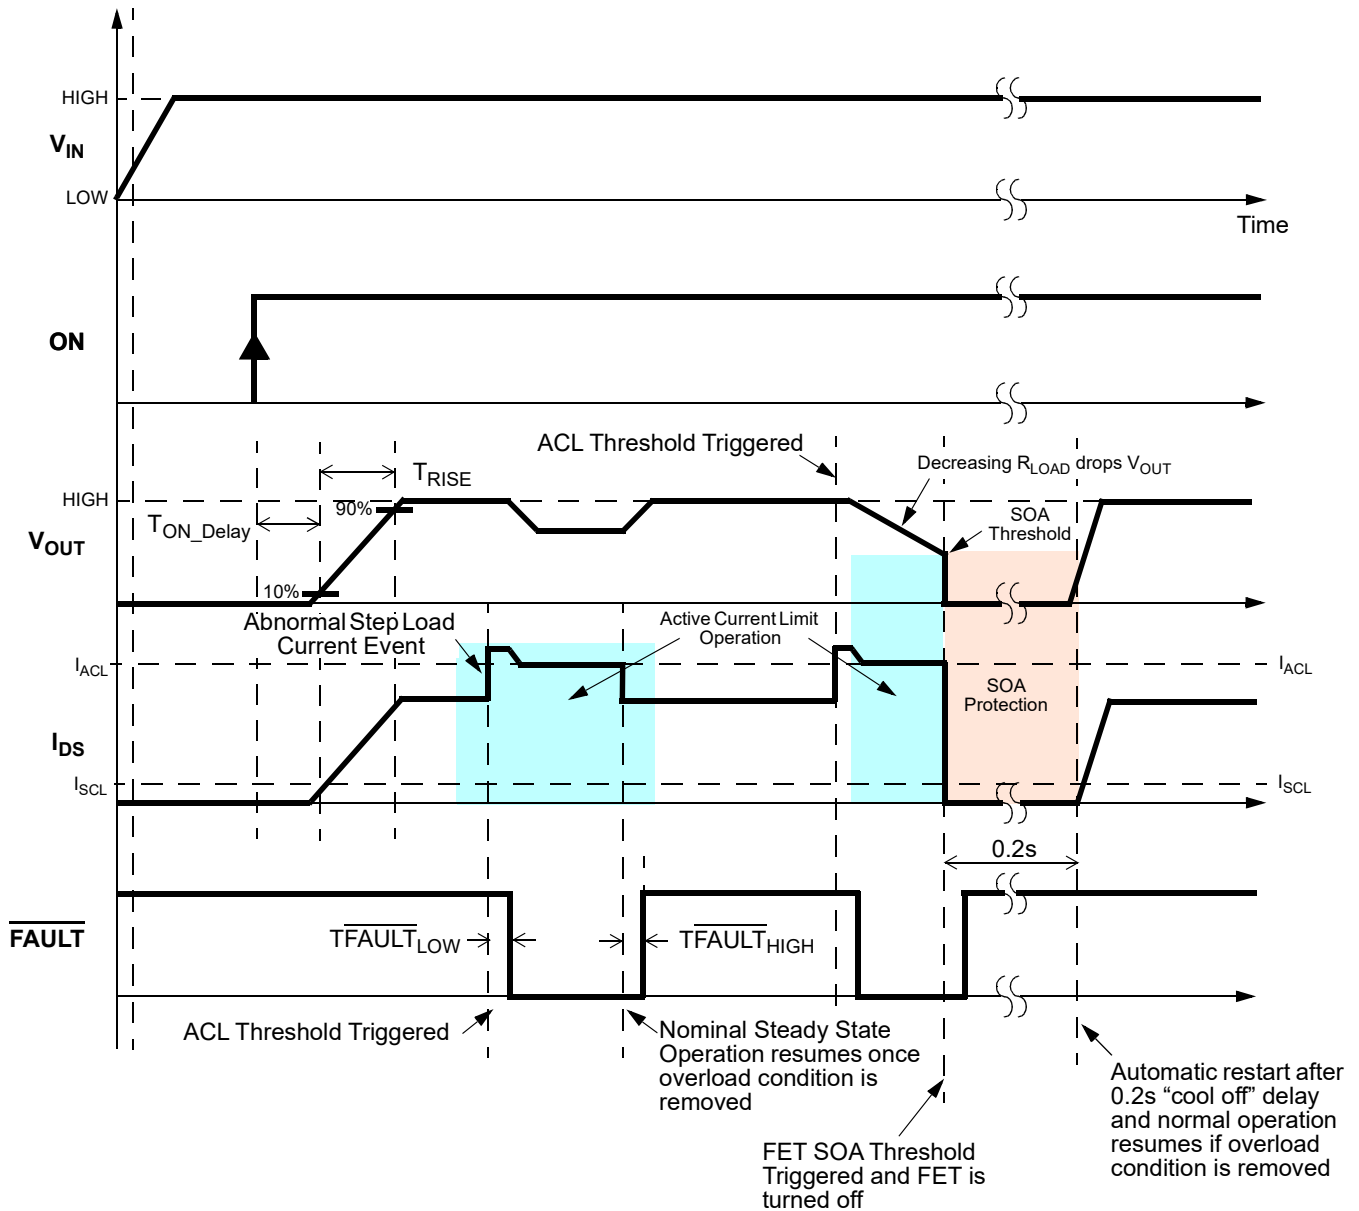 HIGH
VIN
LOW
Time
ON
ACL Threshold Triggered
Decreasing RLOAD drops VOUT
TRISE
HIGH
90%
SOA
Threshold
TON_Delay
VOUT
10%
Abnormal Step Load
Current Event
Active Current Limit
Operation
IACL
IACL
SOA
Protection
IDS
ISCL
ISCL
0.2s
FAULT
TFAULTLOW
TFAULTHIGH
ACL Threshold Triggered
Nominal Steady State
Operation resumes once
overload condition is
removed
Automatic restart after
0.2s “cool off” delay
and normal operation
resumes if overload
condition is removed
FET SOA Threshold
Triggered and FET is
turned off